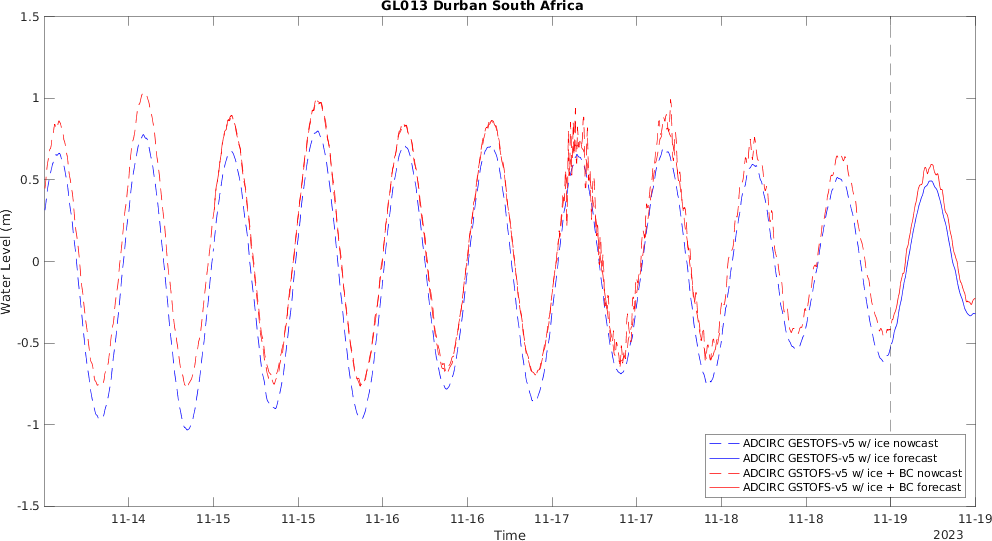 GL013 Durban South Africa
Water Level (m)
1.5
1
0.5
0
-0.5
-1
-1.5
ADCIRC GESTOFS-v5 w/ ice nowcast
ADCIRC GESTOFS-v5 w/ ice forecast
ADCIRC GSTOFS-v5 w/ ice + BC nowcast
ADCIRC GSTOFS-v5 w/ ice + BC forecast
11-14 11-15 11-15 11-16 11-16 11-17 11-17 11-18 11-18 11-19 11-19
Time
2023